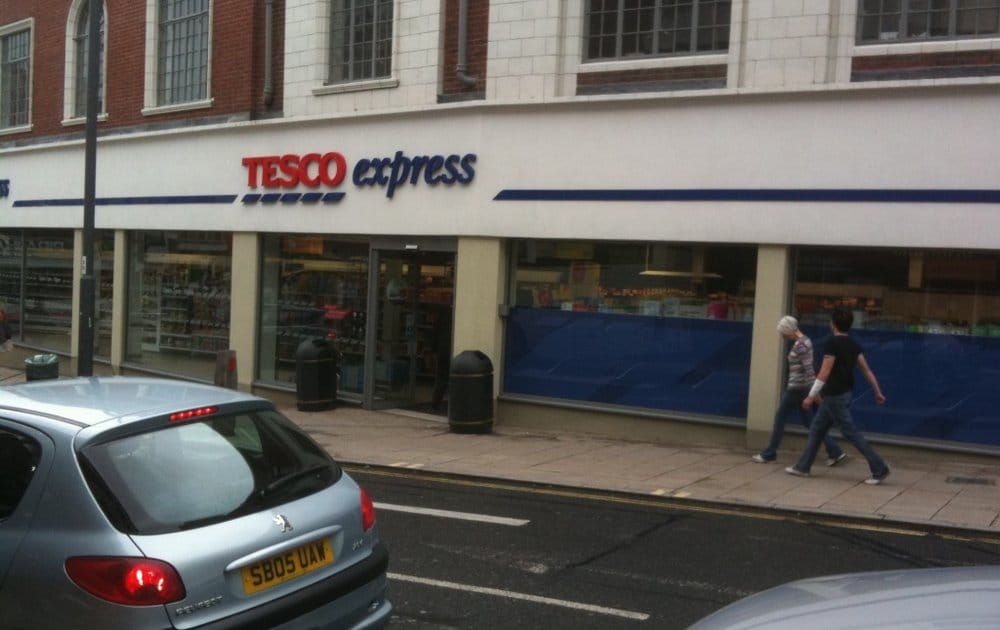 TESCO express
SB05 UAW
PEUGEOT